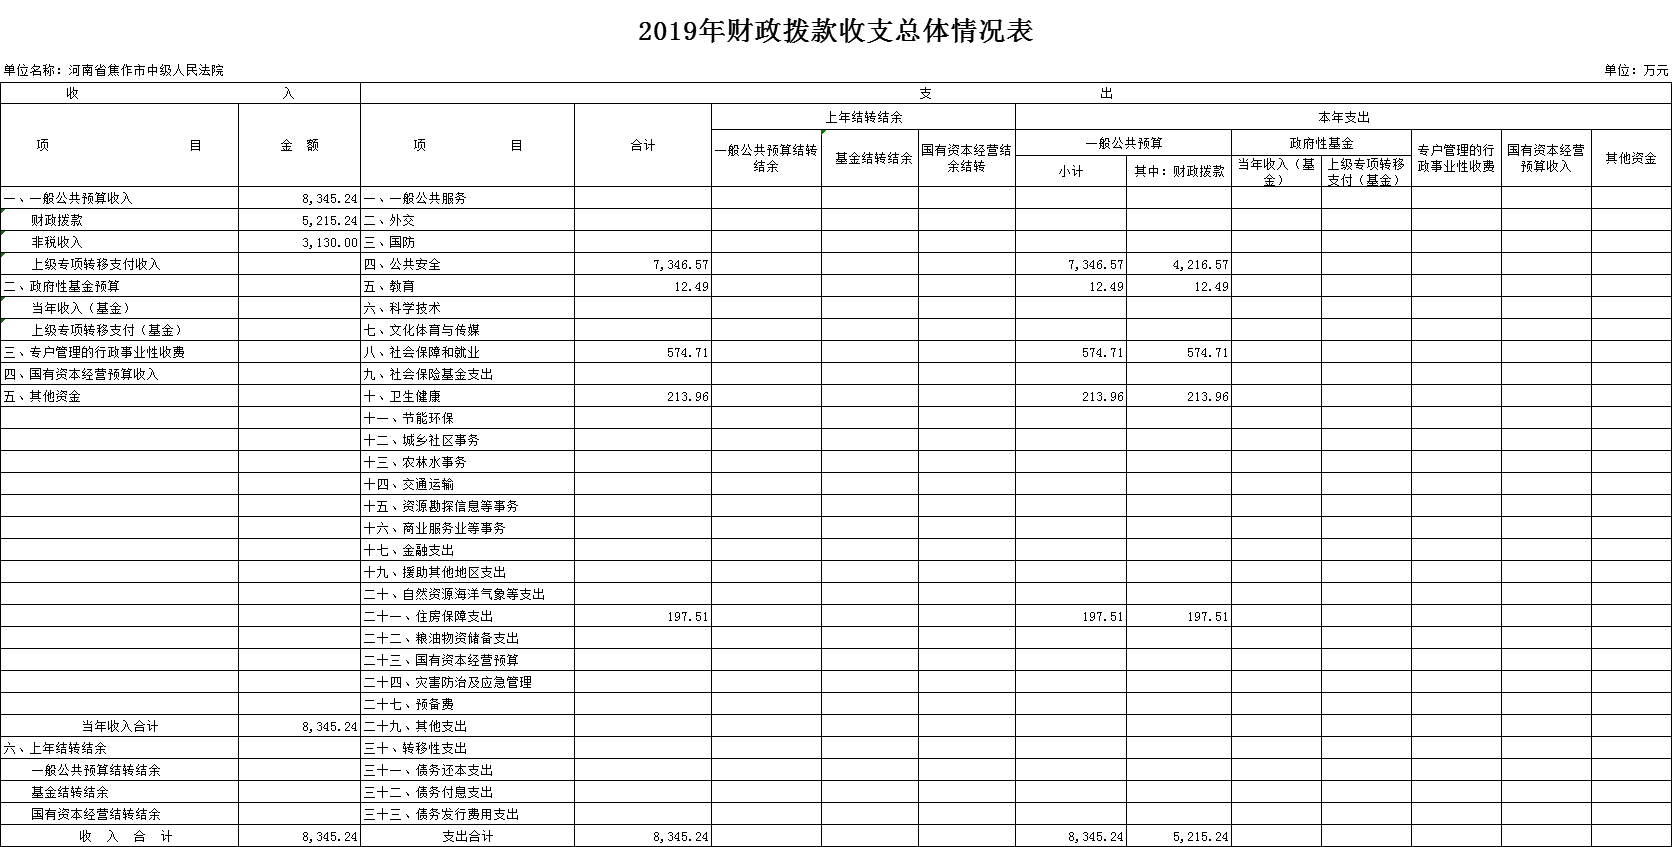 2019年财政拨款收支总体情况表
单位名称：河南省焦作市中级人民法院 单位：万元
收 入 支 出
项 目 金 额 项 目 合计 上年结转结余 本年支出
一般公共预算结转结余 基金结转结余 国有资本经营结余结转 一般公共预算 政府性基金 专户管理的行政事业性收费 国有资本经营预算收入 其他资金
小计 其中：财政拨款 当年收入（基金） 上级专项转移支付（基金）
一、一般公共预算收入 8,345.24 一、一般公共服务
财政拨款 5,215.24 二、外交
非税收入 3,130.00 三、国防
上级专项转移支付收入 四、公共安全 7,346.57 7,346.57 4,216.57
二、政府性基金预算 五、教育 12.49 12.49 12.49
当年收入（基金） 六、科学技术
上级专项转移支付（基金） 七、文化体育与传媒
三、专户管理的行政事业性收费 八、社会保障和就业 574.71 574.71 574.71
四、国有资本经营预算收入 九、社会保险基金支出
五、其他资金 十、卫生健康 213.96 213.96 213.96
十一、节能环保
十二、城乡社区事务
十三、农林水事务
十四、交通运输
十五、资源勘探信息等事务
十六、商业服务业等事务
十七、金融支出
十九、援助其他地区支出
二十、自然资源海洋气象等支出
二十一、住房保障支出 197.51 197.51 197.51
二十二、粮油物资储备支出
二十三、国有资本经营预算
二十四、灾害防治及应急管理
二十七、预备费
当年收入合计 8,345.24 二十九、其他支出
六、上年结转结余 三十、转移性支出
一般公共预算结转结余 三十一、债务还本支出
基金结转结余 三十二、债务付息支出
国有资本经营结转结余 三十三、债务发行费用支出
收 入 合 计 8,345.24 支出合计 8,345.24 8,345.24 5,215.24